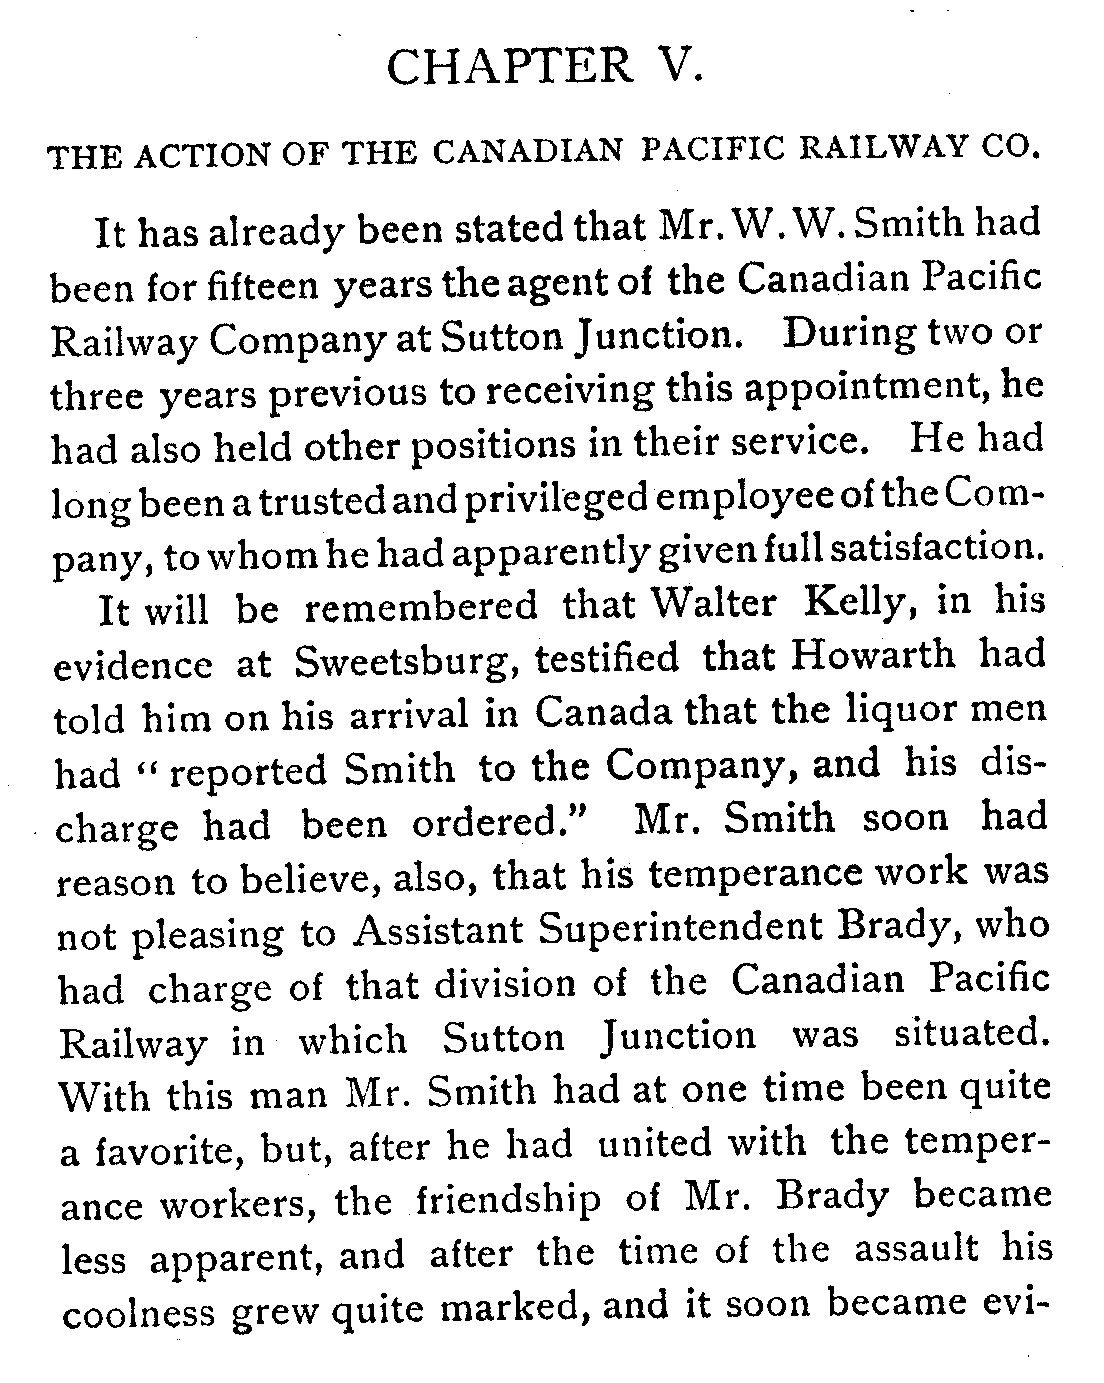 CHAPTER V.
THE ACTION OF THE CANADIAN PACIFIC RAILWAY CO.
It has already been stated that Mr. W. W. Smith had
been for fifteen years the agent of the Canadian Pacific
Railway Company at Sutton Junction. During two or
three years previous to receiving this appointment, he
had also held other positions in their service. He had
long been a trusted and privileged employee of the Com-
pany, to whom he had apparently given full satisfaction.
It will be remembered that Walter Kelly, in his
evidence at Sweetsburg, testified that Howarth had
told him on his arrival in Canada that the liquor men
had “ reported Smith to the Company, and his dis-
charge had been ordered.” Mr. Smith soon had
reason to believe, also, that his temperance work was
not pleasing to Assistant Superintendent Brady, who
had charge of that division of the Canadian Pacific
Railway in which Sutton Junction was situated.
With this man Mr. Smith had at one time been quite
a favorite, but, after he had united with the temper-
ance workers, the friendship of Mr. Brady became
less apparent, and after the time of the assault his
coolness grew quite marked, and it soon became evi-